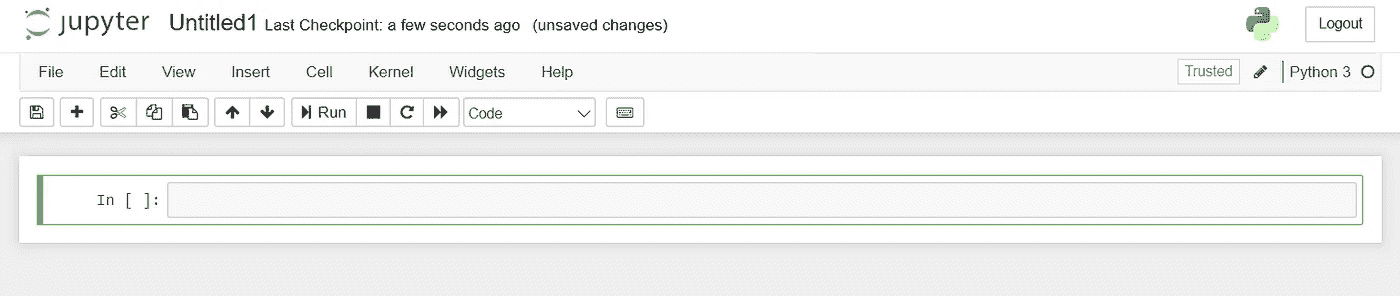 jupyter Untitled1 Last Checkpoint: a few seconds ago (unsaved changes) Logout
File Edit View Insert Cell Kernel Widgets Help Trusted Python 3
Run Code
In [ ]: